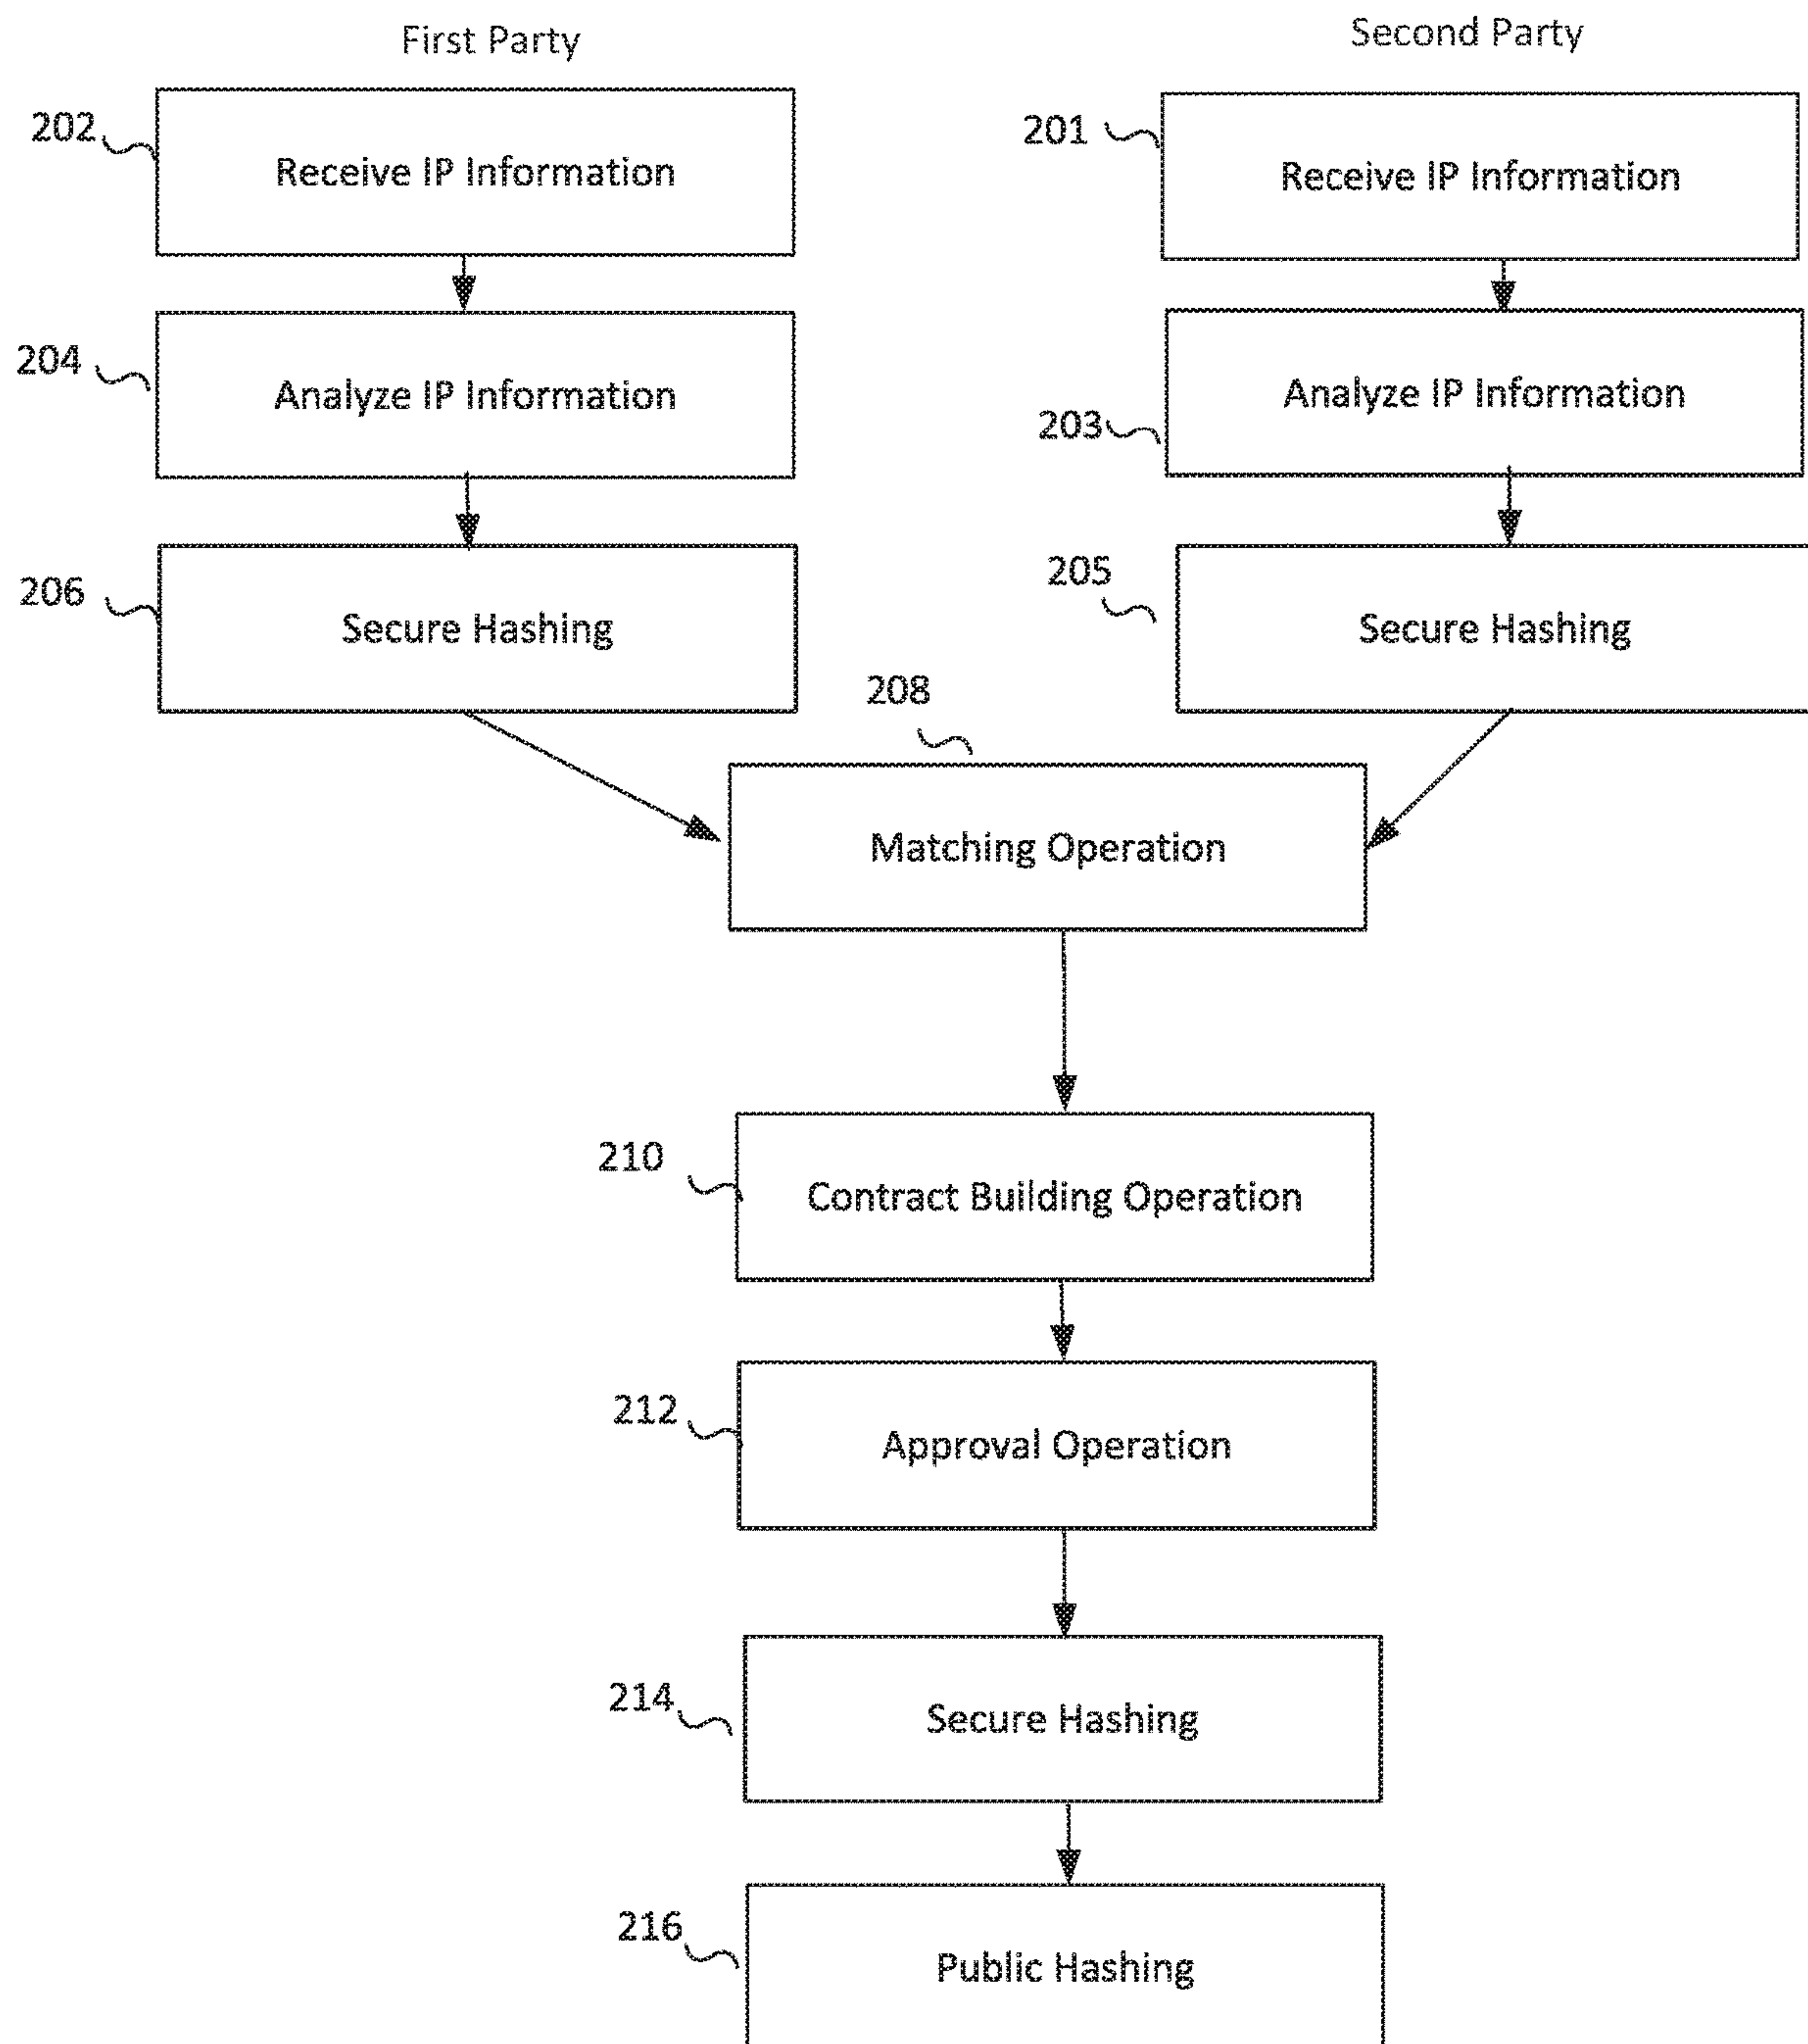 First Party
Second Party
202
Receive IP Information
201
Receive IP Information
204
Analyze IP Information
203
Analyze IP Information
206
Secure Hashing
205
Secure Hashing
208
Matching Operation
210
Contract Building Operation
212
Approval Operation
214
Secure Hashing
216
Public Hashing